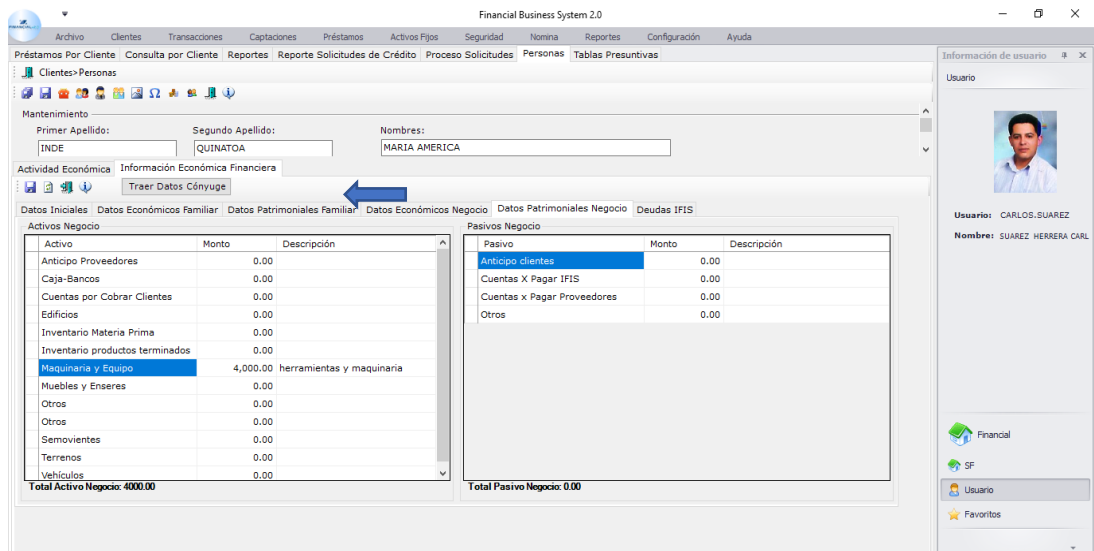 Financial Business System 2.0
Archivo Clientes Transacciones Captaciones Préstamos Activos Fijos Seguridad Nomina Reportes Configuración Ayuda
Préstamos Por Cliente Consulta por Cliente Reportes Reporte Solicitudes de Crédito Proceso Solicitudes Personas Tablas Presuntivas
Clientes>Personas
Mantenimiento
Primer Apellido: Segundo Apellido: Nombres:
INDE QUINATOA MARIA AMERICA
Actividad Económica Información Económica Financiera
Traer Datos Cónyuge
Datos Iniciales Datos Económicos Familiar Datos Patrimoniales Familiar Datos Económicos Negocio Datos Patrimoniales Negocio Deudas IFIS
Activos Negocio
Activo Monto Descripción
Anticipo Proveedores 0.00
Caja-Bancos 0.00
Cuentas por Cobrar Clientes 0.00
Edificios 0.00
Inventario Materia Prima 0.00
Inventario productos terminados 0.00
Maquinaria y Equipo 4,000.00 herramientas y maquinaria
Muebles y Enseres 0.00
Otros 0.00
Otros 0.00
Semovientes 0.00
Terrenos 0.00
Vehículos 0.00
Total Activo Negocio: 4000.00
Pasivos Negocio
Pasivo Monto Descripción
Anticipo clientes 0.00
Cuentas X Pagar IFIS 0.00
Cuentas x Pagar Proveedores 0.00
Otros 0.00
Total Pasivo Negocio: 0.00
Información de usuario
Usuario
Usuario: CARLOS.SUAREZ
Nombre: SUAREZ HERRERA CARL
Financial
SF
Usuario
Favoritos